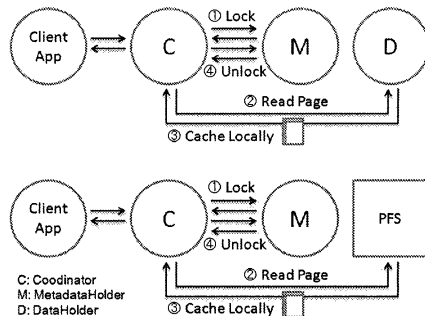 Client
App
C
① Lock
④ Unlock
M
D
② Read Page
③ Cache Locally
Client
App
C
① Lock
④ Unlock
M
PFS
② Read Page
③ Cache Locally
C: Coodinator
M: MetadataHolder
D: DataHolder